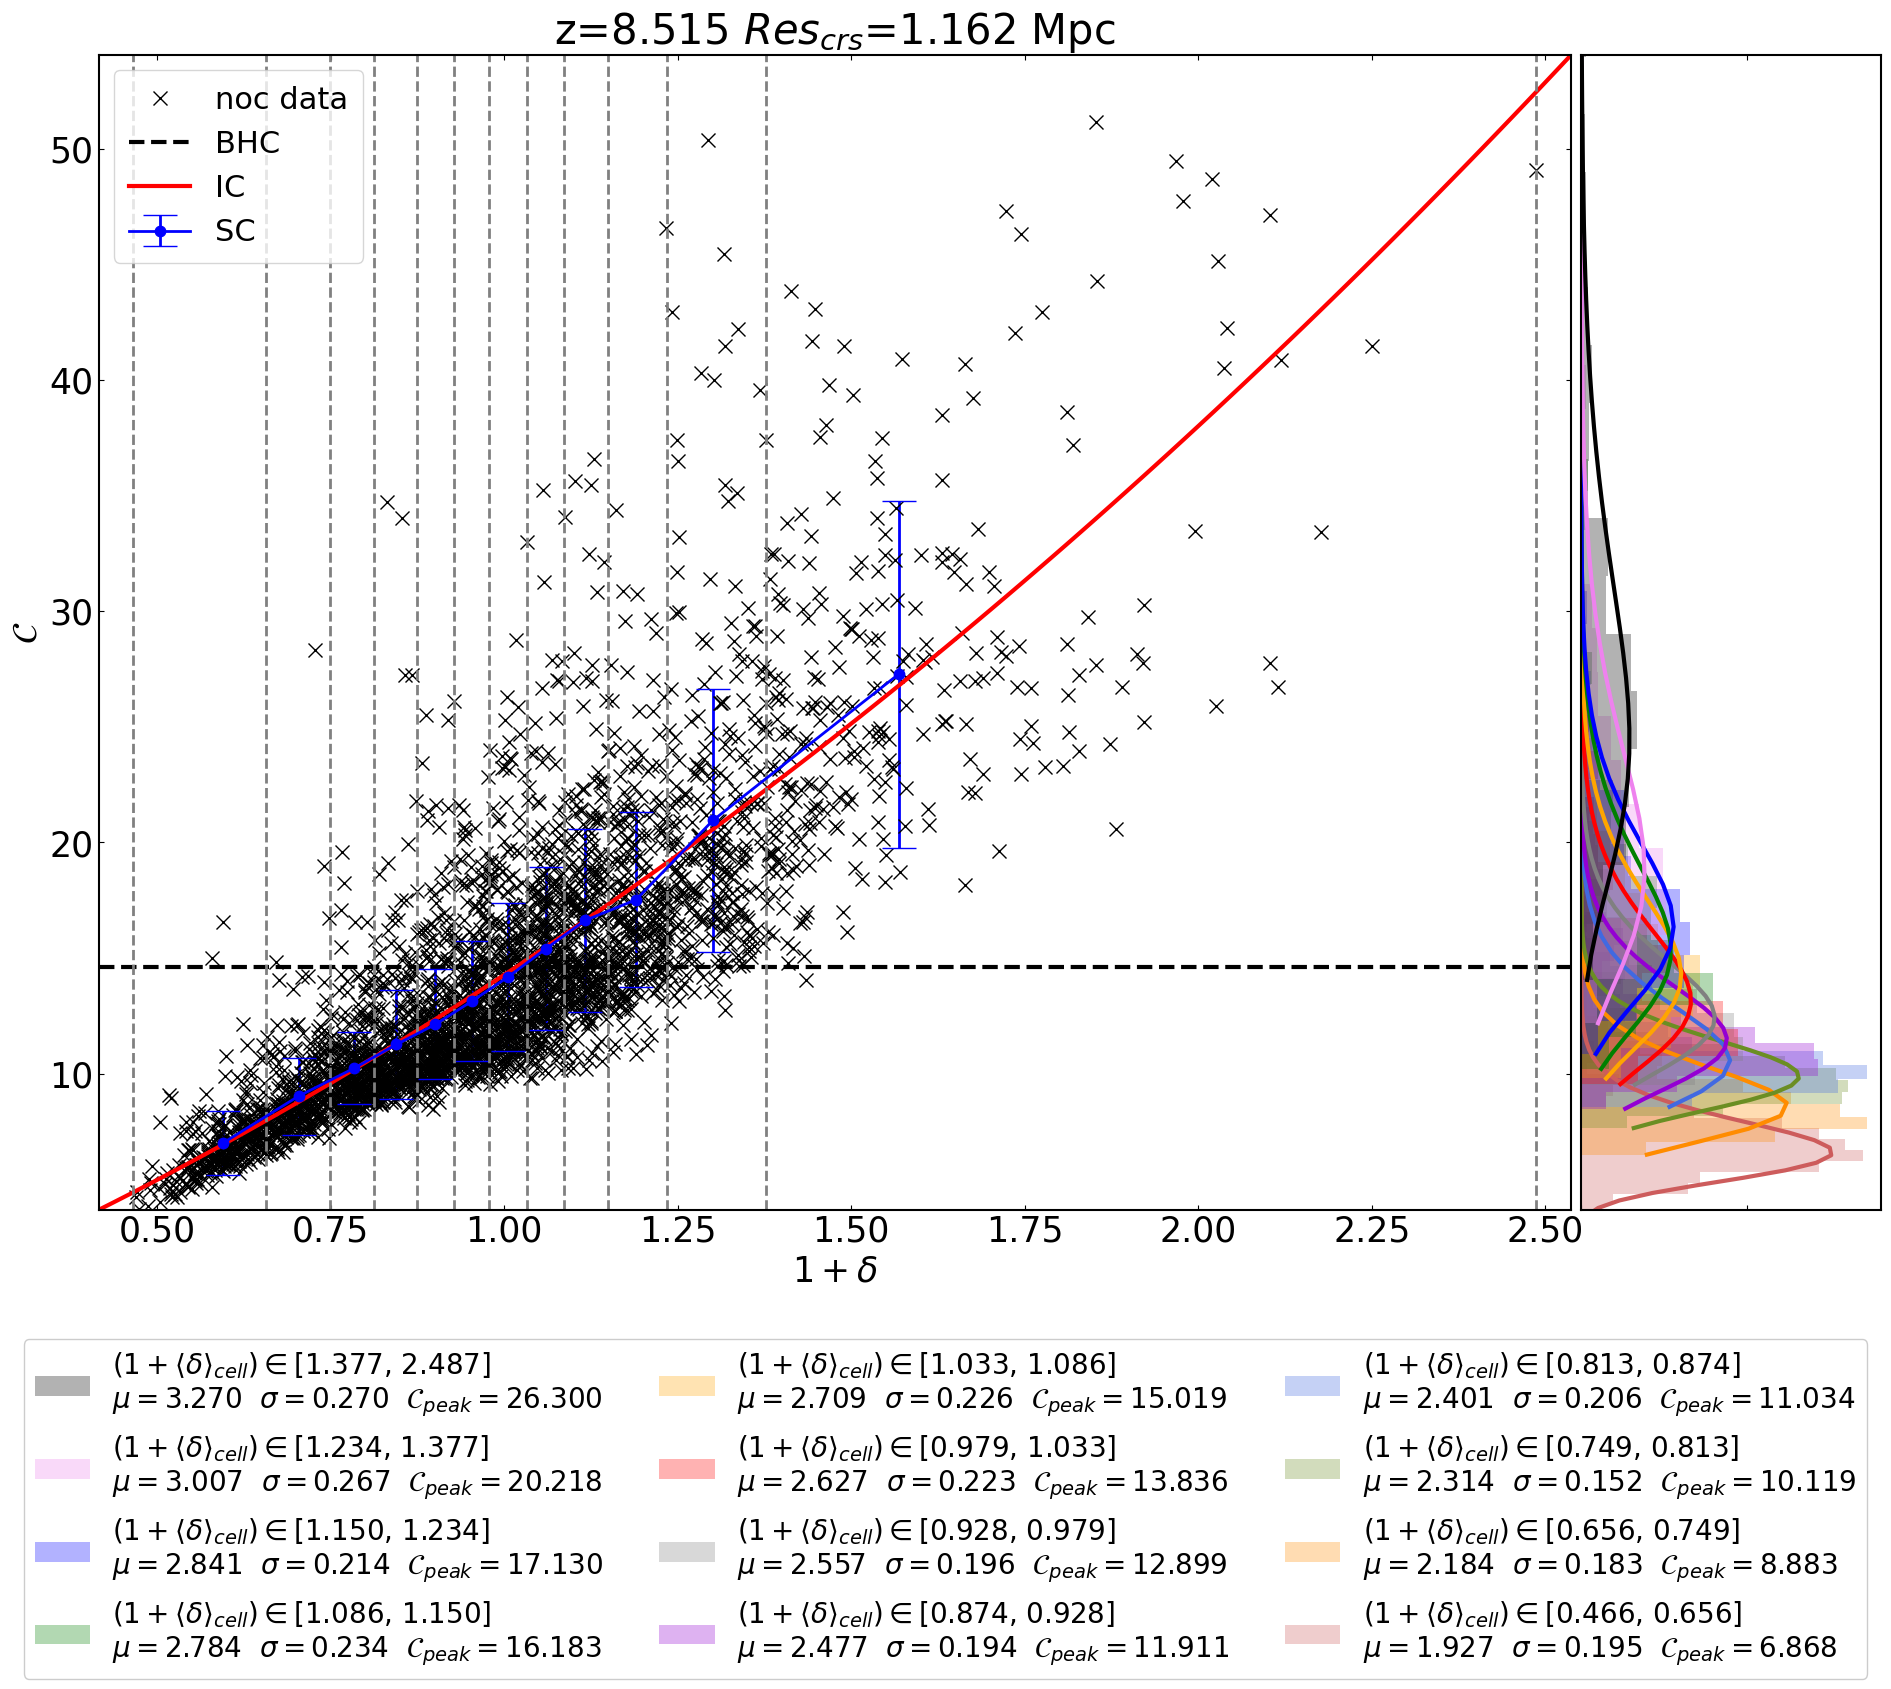 z=8.515 Res_crs=1.162 Mpc
noc data
BHC
IC
SC
50
40
30
20
10
𝒞
0.50 0.75 1.00 1.25 1.50 1.75 2.00 2.25 2.50
1 + δ
(1 + ⟨δ⟩_cell) ∈ [1.377, 2.487]
μ = 3.270 σ = 0.270 𝒞_peak = 26.300
(1 + ⟨δ⟩_cell) ∈ [1.234, 1.377]
μ = 3.007 σ = 0.267 𝒞_peak = 20.218
(1 + ⟨δ⟩_cell) ∈ [1.150, 1.234]
μ = 2.841 σ = 0.214 𝒞_peak = 17.130
(1 + ⟨δ⟩_cell) ∈ [1.086, 1.150]
μ = 2.784 σ = 0.234 𝒞_peak = 16.183
(1 + ⟨δ⟩_cell) ∈ [1.033, 1.086]
μ = 2.709 σ = 0.226 𝒞_peak = 15.019
(1 + ⟨δ⟩_cell) ∈ [0.979, 1.033]
μ = 2.627 σ = 0.223 𝒞_peak = 13.836
(1 + ⟨δ⟩_cell) ∈ [0.928, 0.979]
μ = 2.557 σ = 0.196 𝒞_peak = 12.899
(1 + ⟨δ⟩_cell) ∈ [0.874, 0.928]
μ = 2.477 σ = 0.194 𝒞_peak = 11.911
(1 + ⟨δ⟩_cell) ∈ [0.813, 0.874]
μ = 2.401 σ = 0.206 𝒞_peak = 11.034
(1 + ⟨δ⟩_cell) ∈ [0.749, 0.813]
μ = 2.314 σ = 0.152 𝒞_peak = 10.119
(1 + ⟨δ⟩_cell) ∈ [0.656, 0.749]
μ = 2.184 σ = 0.183 𝒞_peak = 8.883
(1 + ⟨δ⟩_cell) ∈ [0.466, 0.656]
μ = 1.927 σ = 0.195 𝒞_peak = 6.868